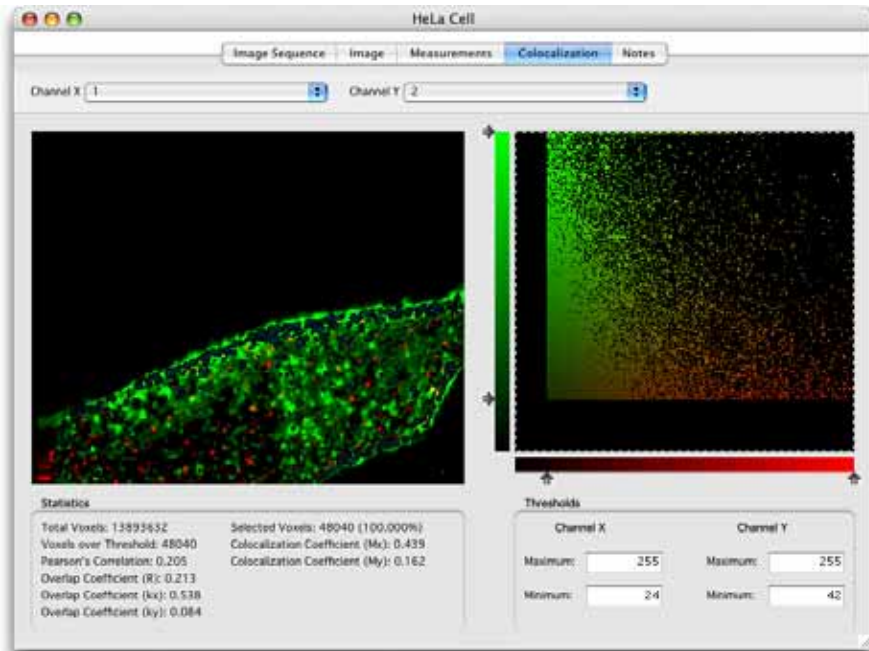 HeLa Cell
Image Sequence Image Measurements Colocalization Notes
Channel X 1 Channel Y 2
Statistics
Total Voxels: 13893632
Voxels over Threshold: 48040
Pearson's Correlation: 0.205
Overlap Coefficient (R): 0.213
Overlap Coefficient (kx): 0.538
Overlap Coefficient (ky): 0.084
Selected Voxels: 48040 (100.000%)
Colocalization Coefficient (Mx): 0.439
Colocalization Coefficient (My): 0.162
Thresholds
Channel X Channel Y
Maximum: 255 Maximum: 255
Minimum: 24 Minimum: 42